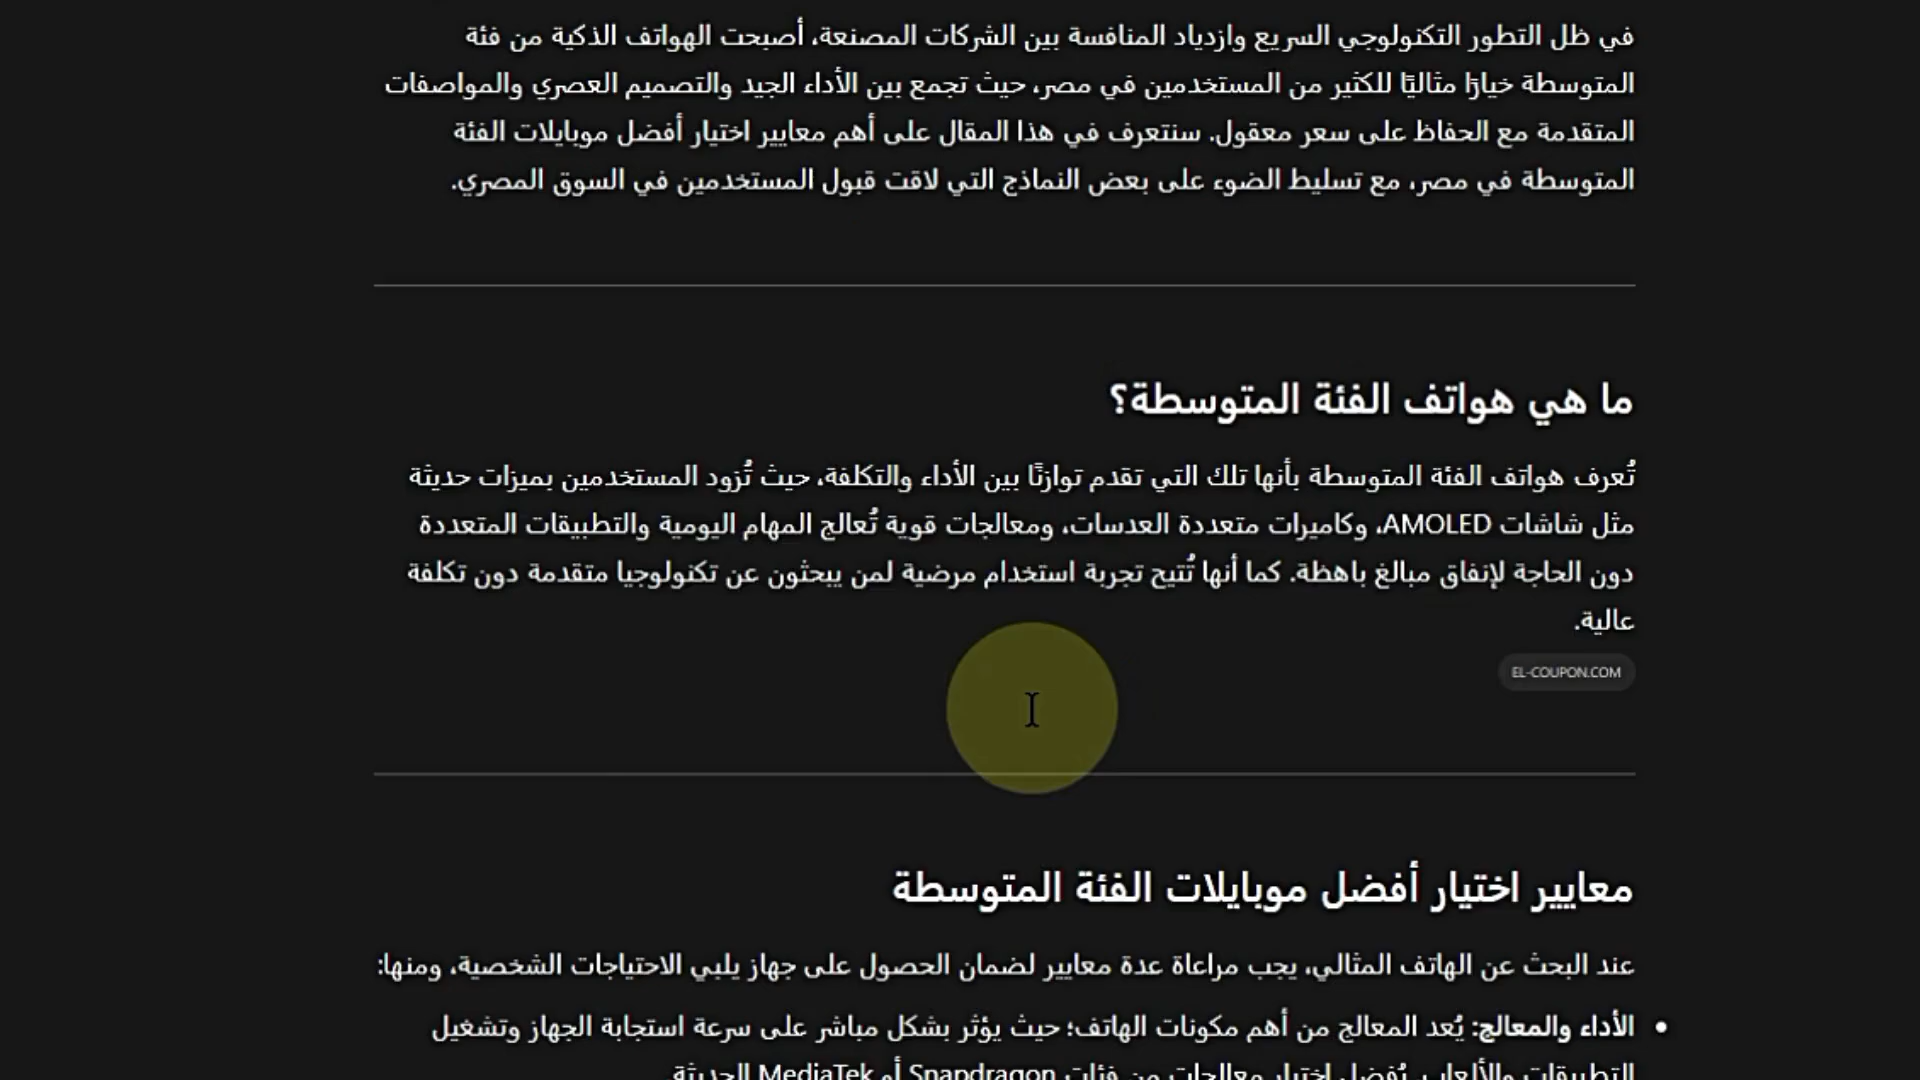 في ظل التطور التكنولوجي السريع وازدياد المنافسة بين الشركات المصنعة، أصبحت الهواتف الذكية من فئة
المتوسطة خيارًا مثاليًا للكثير من المستخدمين في مصر، حيث تجمع بين الأداء الجيد والتصميم العصري والمواصفات
المتقدمة مع الحفاظ على سعر معقول. سنتعرف في هذا المقال على أهم معايير اختيار أفضل موبايلات الفئة
المتوسطة في مصر، مع تسليط الضوء على بعض النماذج التي لاقت قبول المستخدمين في السوق المصري.
ما هي هواتف الفئة المتوسطة؟
تُعرف هواتف الفئة المتوسطة بأنها تلك التي تقدم توازنًا بين الأداء والتكلفة، حيث تُزود المستخدمين بميزات حديثة
مثل شاشات AMOLED، وكاميرات متعددة العدسات، ومعالجات قوية تُعالج المهام اليومية والتطبيقات المتعددة
دون الحاجة لإنفاق مبالغ باهظة. كما أنها تُتيح تجربة استخدام مرضية لمن يبحثون عن تكنولوجيا متقدمة دون تكلفة
عالية.
EL-COUPON.COM
معايير اختيار أفضل موبايلات الفئة المتوسطة
عند البحث عن الهاتف المثالي، يجب مراعاة عدة معايير لضمان الحصول على جهاز يلبي الاحتياجات الشخصية، ومنها:
• الأداء والمعالج: يُعد المعالج من أهم مكونات الهاتف؛ حيث يؤثر بشكل مباشر على سرعة استجابة الجهاز وتشغيل
التطبيقات والألعاب. يُفضل اختيار معالجات من فئات Snapdragon أو MediaTek الحديثة.